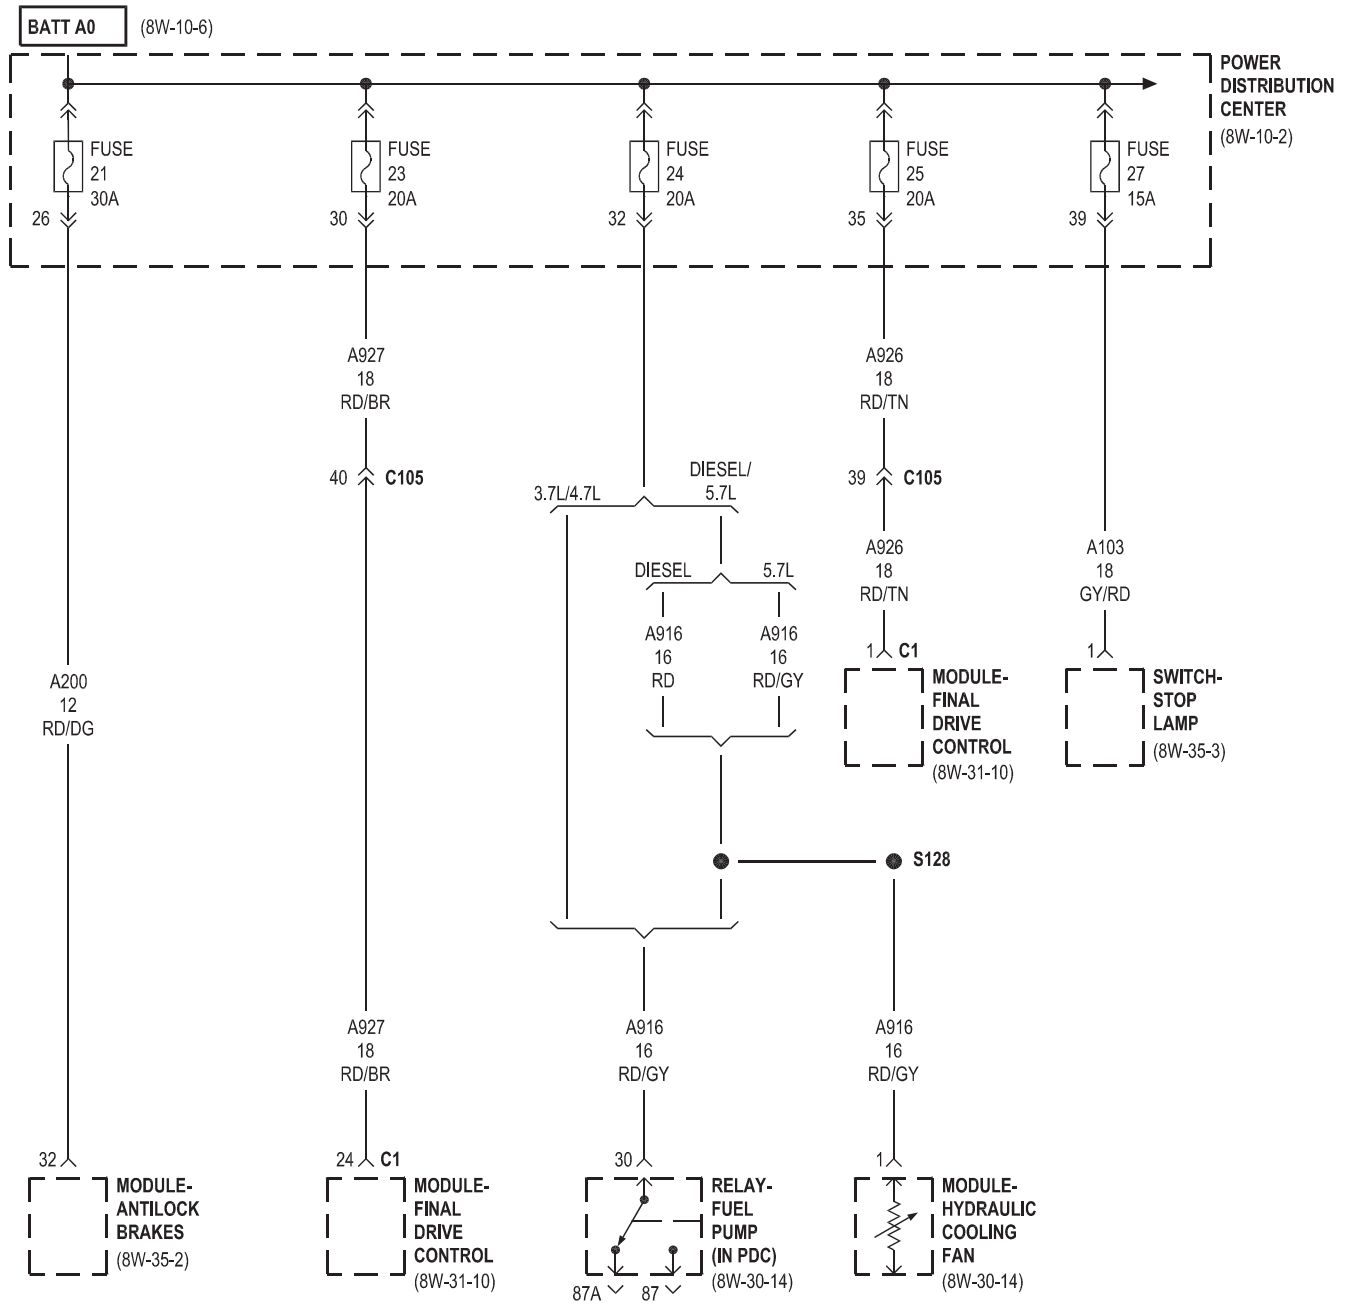 BATT A0
(8W-10-6)
POWER
DISTRIBUTION
CENTER
(8W-10-2)
FUSE
21
30A
26
FUSE
23
20A
30
FUSE
24
20A
32
FUSE
25
20A
35
FUSE
27
15A
39
A927
18
RD/BR
A926
18
RD/TN
40
C105
39
C105
3.7L/4.7L
DIESEL/
5.7L
A926
18
RD/TN
A103
18
GY/RD
DIESEL
5.7L
A916
16
RD
A916
16
RD/GY
1
C1
MODULE-
FINAL
DRIVE
CONTROL
(8W-31-10)
1
SWITCH-
STOP
LAMP
(8W-35-3)
A200
12
RD/DG
S128
A927
18
RD/BR
A916
16
RD/GY
A916
16
RD/GY
32
MODULE-
ANTILOCK
BRAKES
(8W-35-2)
24
C1
MODULE-
FINAL
DRIVE
CONTROL
(8W-31-10)
30
RELAY-
FUEL
PUMP
(IN PDC)
(8W-30-14)
87A
87
1
MODULE-
HYDRAULIC
COOLING
FAN
(8W-30-14)